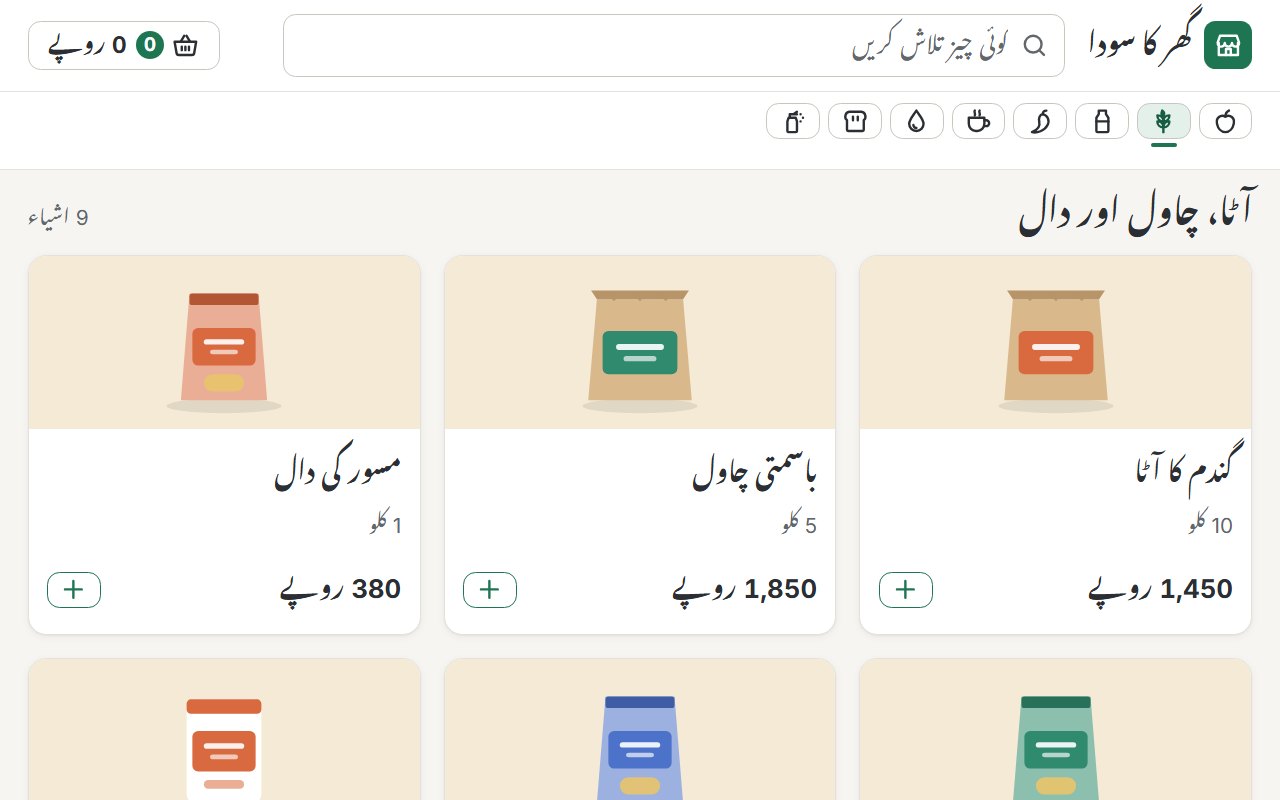 گھر کا سودا
کوئی چیز تلاش کریں
0 0 روپے
آٹا، چاول اور دال
9 اشیاء
گندم کا آٹا
10 کلو
1,450 روپے
باسمتی چاول
5 کلو
1,850 روپے
مسور کی دال
1 کلو
380 روپے